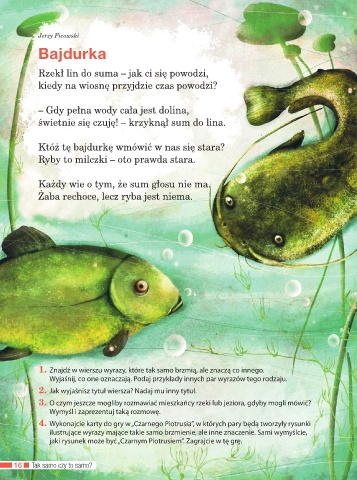 Jerzy Ficowski
Bajdurka
Rzekł lin do suma – jak ci się powodzi,
kiedy na wiosnę przyjdzie czas powodzi?
– Gdy pełna wody cała jest dolina,
świetnie się czuję! – krzyknął sum do lina.
Któż tę bajdurkę wmówić w nas się stara?
Ryby to milczki – oto prawda stara.
Każdy wie o tym, że sum głosu nie ma.
Żaba rechoce, lecz ryba jest niema.
1. Znajdź w wierszu wyrazy, które tak samo brzmią, ale znaczą co innego.
Wyjaśnij, co one oznaczają. Podaj przykłady innych par wyrazów tego rodzaju.
2. Jak wyjaśnisz tytuł wiersza? Nadaj mu inny tytuł.
3. O czym jeszcze mogliby rozmawiać mieszkańcy rzeki lub jeziora, gdyby mogli mówić?
Wymyśl i zaprezentuj taką rozmowę.
4. Wykonajcie karty do gry w „Czarnego Piotrusia”, w których pary będą tworzyły rysunki
ilustrujące wyrazy mające takie samo brzmienie, ale inne znaczenie. Sami wymyślcie,
jaki rysunek może być „Czarnym Piotrusiem”. Zagrajcie w tę grę.
16 Tak samo czy to samo?